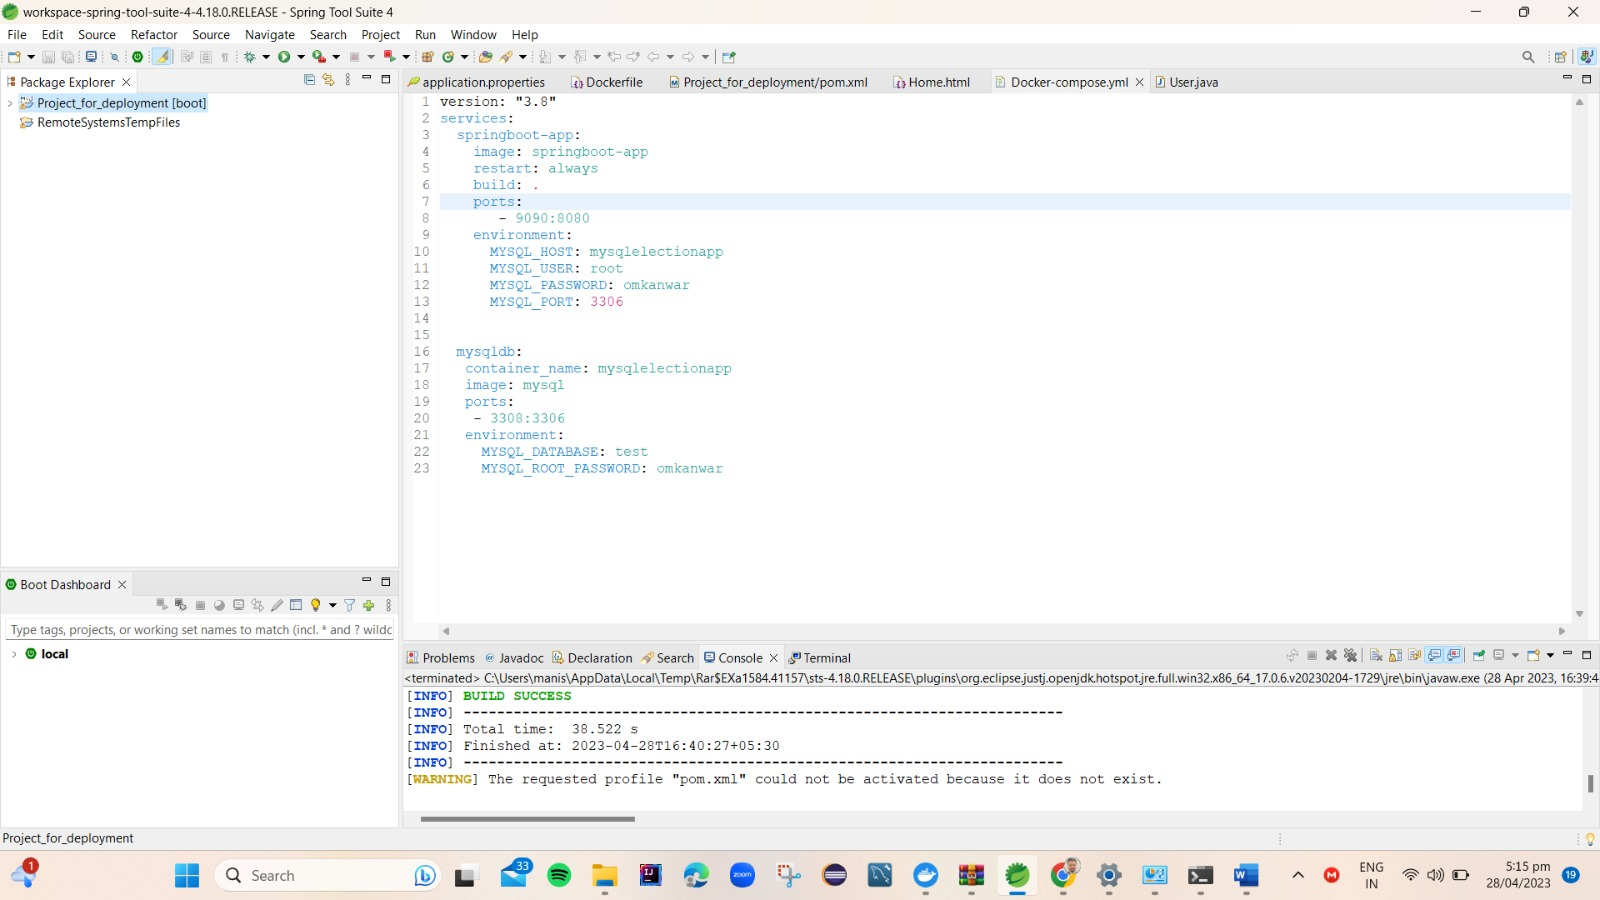 workspace-spring-tool-suite-4-4.18.0.RELEASE - Spring Tool Suite 4
File Edit Source Refactor Source Navigate Search Project Run Window Help
Package Explorer
Project_for_deployment [boot]
RemoteSystemsTempFiles
application.properties Dockerfile Project_for_deployment/pom.xml Home.html Docker-compose.yml User.java
1 version: "3.8"
2 services:
3 springboot-app:
4 image: springboot-app
5 restart: always
6 build: .
7 ports:
8 - 9090:8080
9 environment:
10 MYSQL_HOST: mysqlelectionapp
11 MYSQL_USER: root
12 MYSQL_PASSWORD: omkanwar
13 MYSQL_PORT: 3306
14
15
16 mysqldb:
17 container_name: mysqlelectionapp
18 image: mysql
19 ports:
20 - 3308:3306
21 environment:
22 MYSQL_DATABASE: test
23 MYSQL_ROOT_PASSWORD: omkanwar
Boot Dashboard
Type tags, projects, or working set names to match (incl. * and ? wildc
local
Problems Javadoc Declaration Search Console Terminal
<terminated> C:\Users\manis\AppData\Local\Temp\Rar$EXa1584.41157\sts-4.18.0.RELEASE\plugins\org.eclipse.justj.openjdk.hotspot.jre.full.win32.x86_64_17.0.6.v20230204-1729\jre\bin\javaw.exe (28 Apr 2023, 16:39:4
[INFO] BUILD SUCCESS
[INFO] ------------------------------------------------------------------------
[INFO] Total time:  38.522 s
[INFO] Finished at: 2023-04-28T16:40:27+05:30
[INFO] ------------------------------------------------------------------------
[WARNING] The requested profile "pom.xml" could not be activated because it does not exist.
Project_for_deployment
1
Search
33
zoom
ENG
IN
5:15 pm
28/04/2023
19